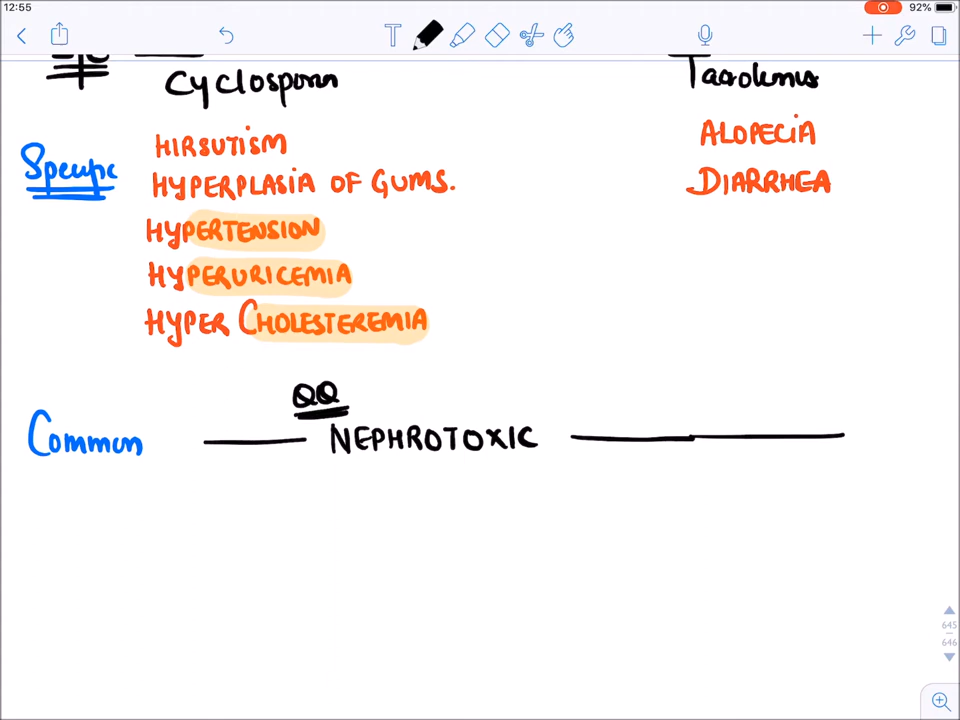 12:55 92%
T
Cyclosporin Tacrolimus
Specific HIRSUTISM ALOPECIA
HYPERPLASIA OF GUMS. DIARRHEA
HYPERTENSION
HYPERURICEMIA
HYPER CHOLESTEREMIA
QQ
Common NEPHROTOXIC
645
646